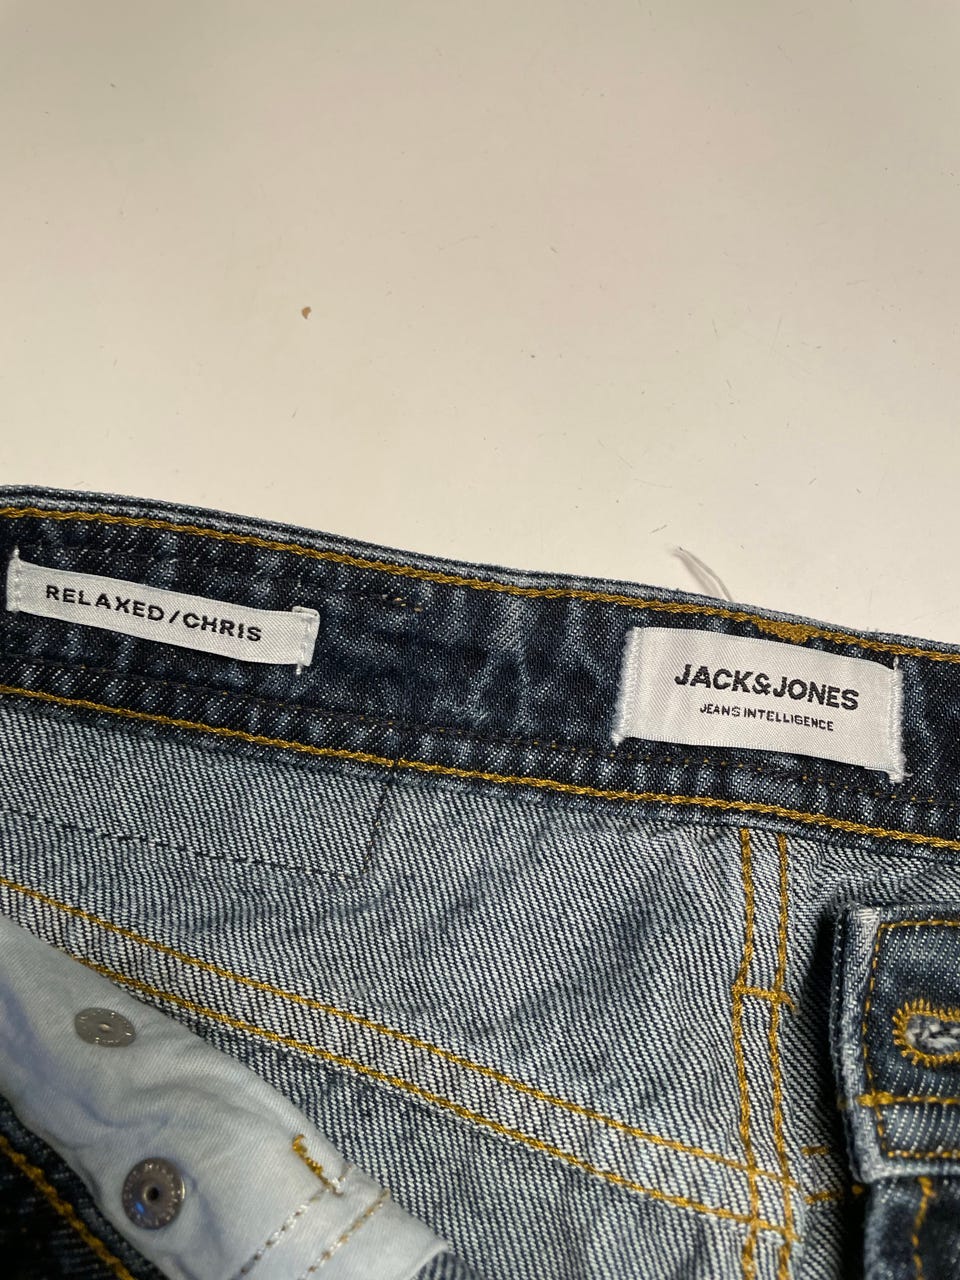 RELAXED/CHRIS
JACK&JONES
JEANS INTELLIGENCE